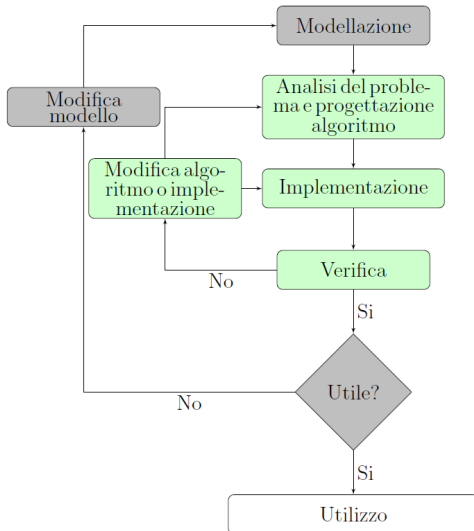 Modellazione
Analisi del proble-
ma e progettazione
algoritmo
Modifica
modello
Modifica algo-
ritmo o imple-
mentazione
Implementazione
Verifica
No
Si
Utile?
No
Si
Utilizzo